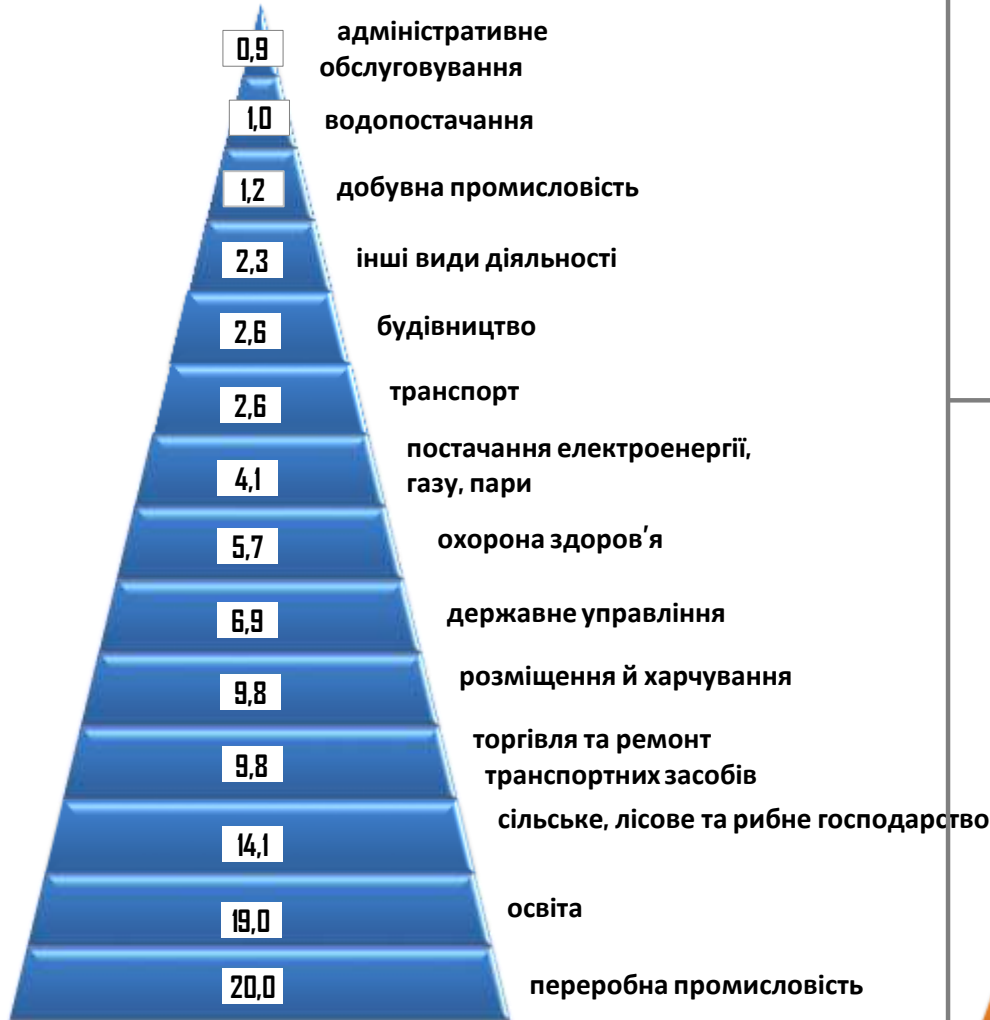 0,9
адміністративне
обслуговування
1,0
водопостачання
1,2
добувна промисловість
2,3
інші види діяльності
2,6
будівництво
2,6
транспорт
4,1
постачання електроенергії,
газу, пари
5,7
охорона здоров'я
6,9
державне управління
9,8
розміщення й харчування
9,8
торгівля та ремонт
транспортних засобів
14,1
сільське, лісове та рибне господарство
19,0
освіта
20,0
переробна промисловість